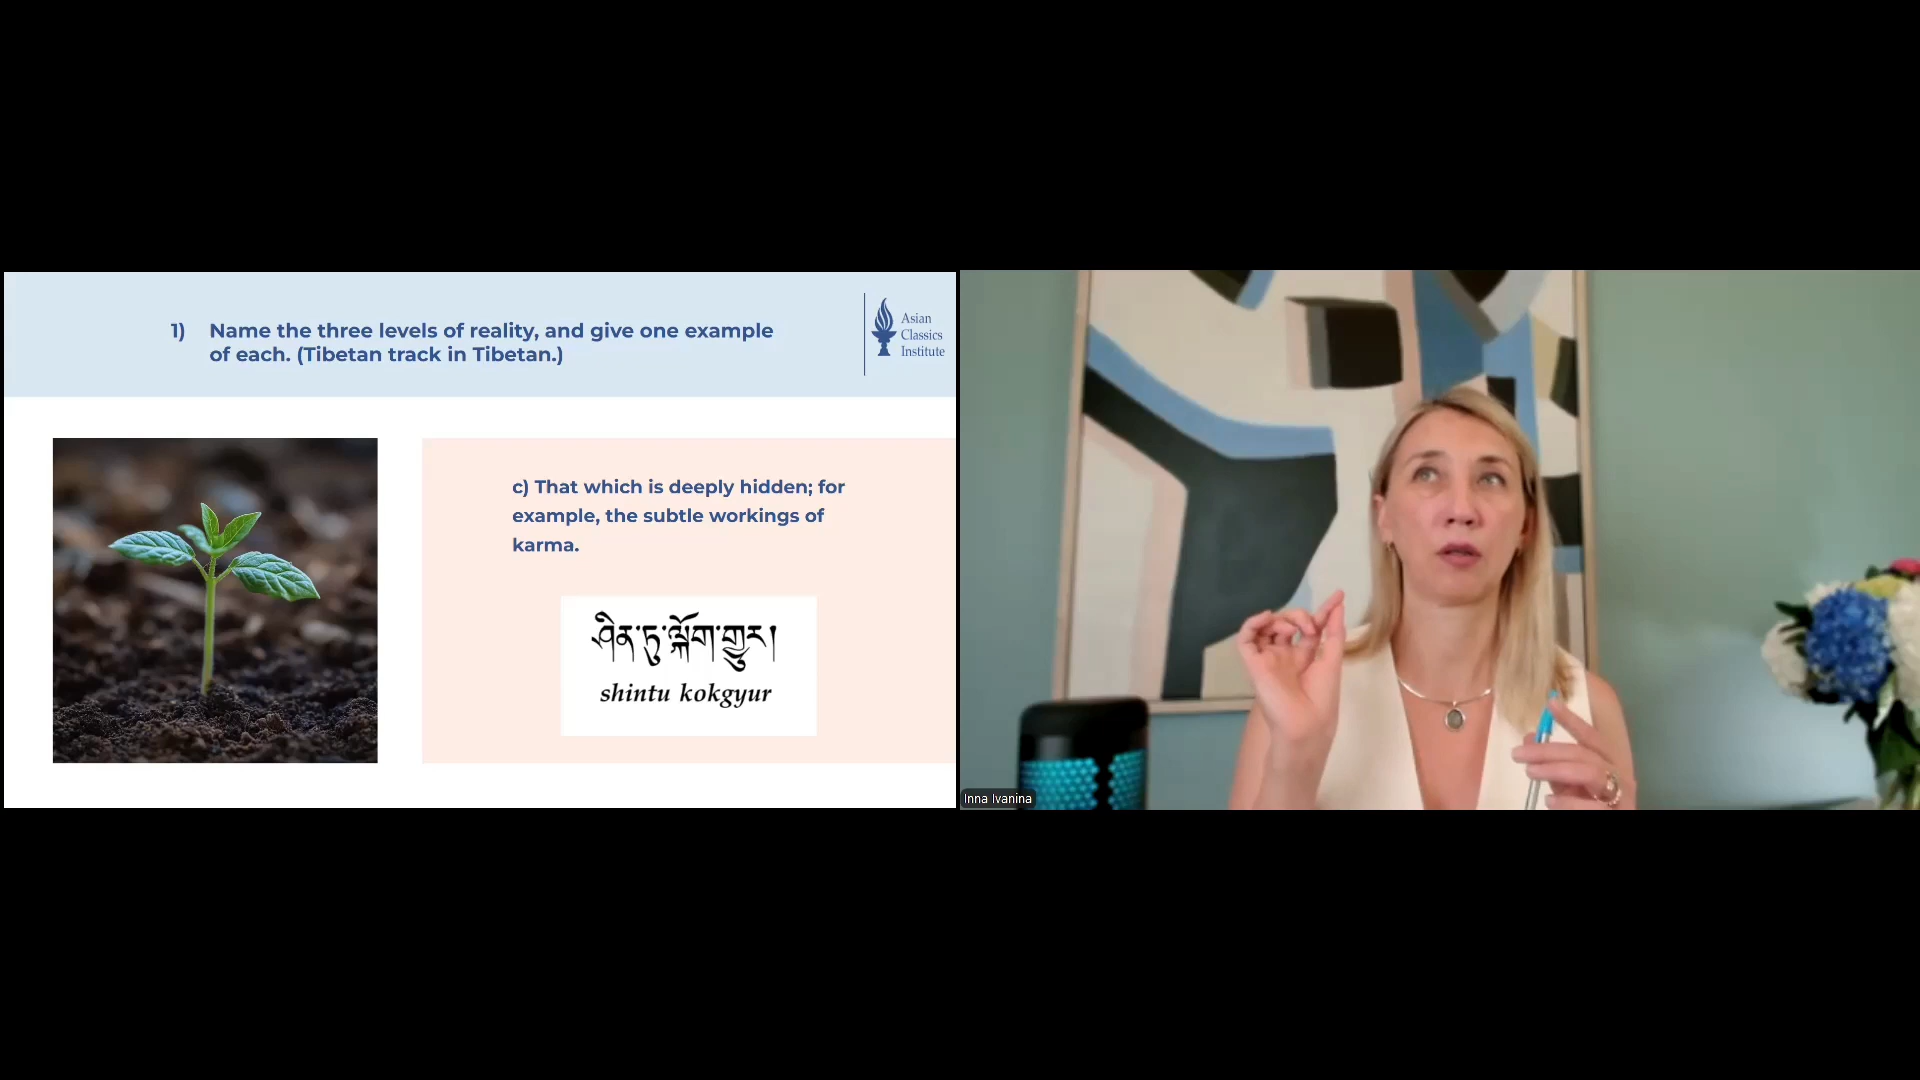 1) Name the three levels of reality, and give one example
of each. (Tibetan track in Tibetan.)
Asian
Classics
Institute
c) That which is deeply hidden; for
example, the subtle workings of
karma.
ཤིན་ཏུ་ལྐོག་གྱུར།
shintu kokgyur
Inna Ivanina